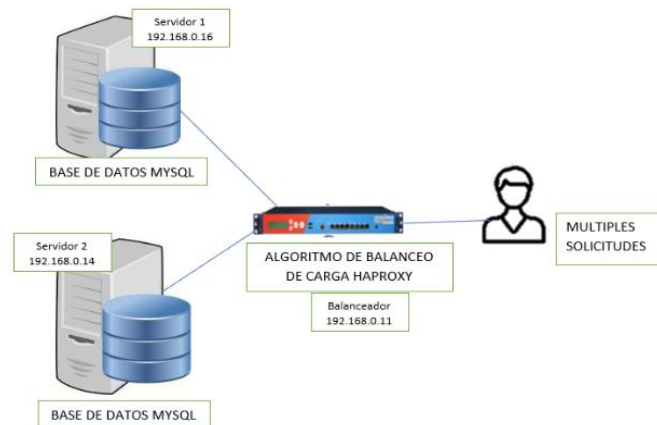 Servidor 1
192.168.0.16
BASE DE DATOS MYSQL
Servidor 2
192.168.0.14
BASE DE DATOS MYSQL
ALGORITMO DE BALANCEO
DE CARGA HAPROXY
Balanceador
192.168.0.11
MULTIPLES
SOLICITUDES